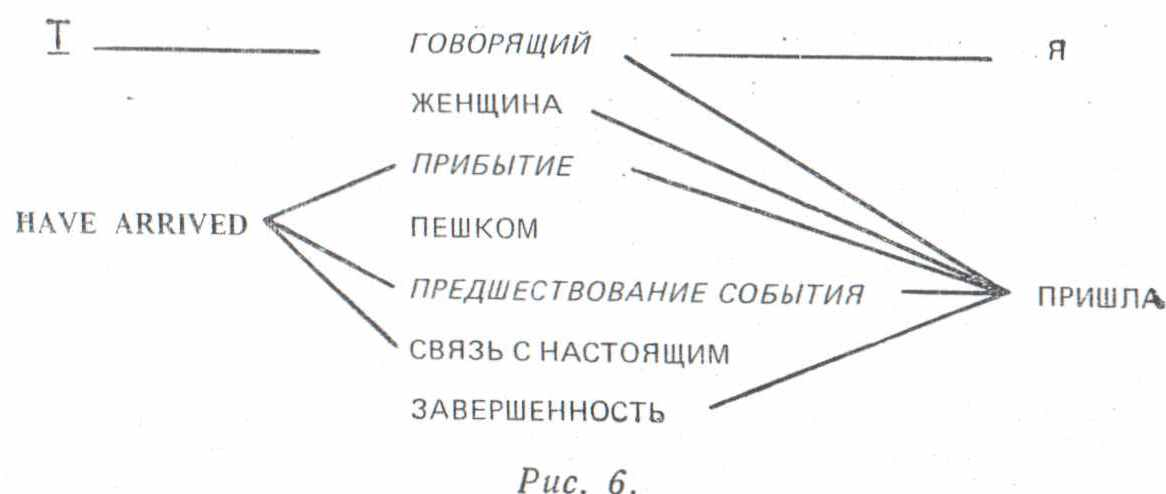 I ГОВОРЯЩИЙ Я
ЖЕНЩИНА
ПРИБЫТИЕ
HAVE ARRIVED ПЕШКОМ
ПРЕДШЕСТВОВАНИЕ СОБЫТИЯ ПРИШЛА
СВЯЗЬ С НАСТОЯЩИМ
ЗАВЕРШЕННОСТЬ
Рис. 6.